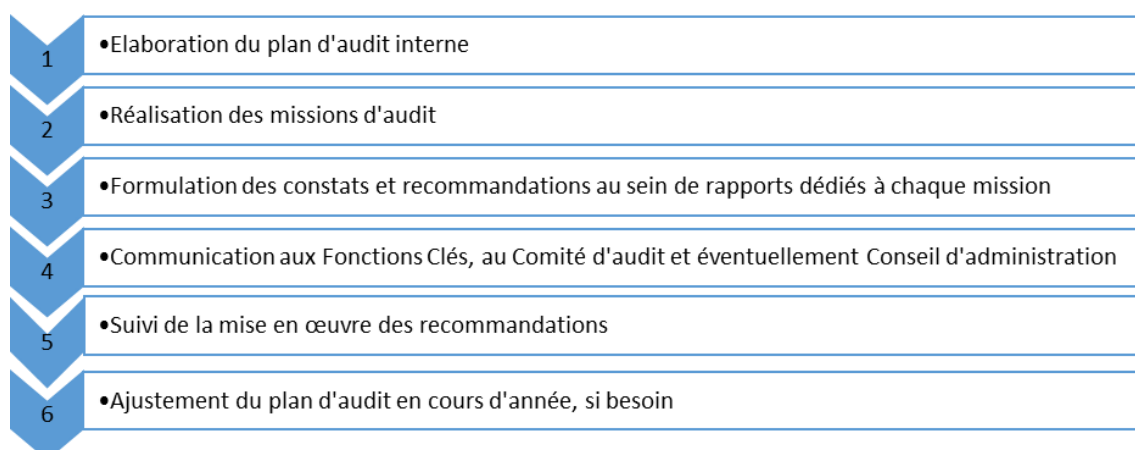 1 •Elaboration du plan d'audit interne
2 •Réalisation des missions d'audit
3 •Formulation des constats et recommandations au sein de rapports dédiés à chaque mission
4 •Communication aux Fonctions Clés, au Comité d'audit et éventuellement Conseil d'administration
5 •Suivi de la mise en œuvre des recommandations
6 •Ajustement du plan d'audit en cours d'année, si besoin